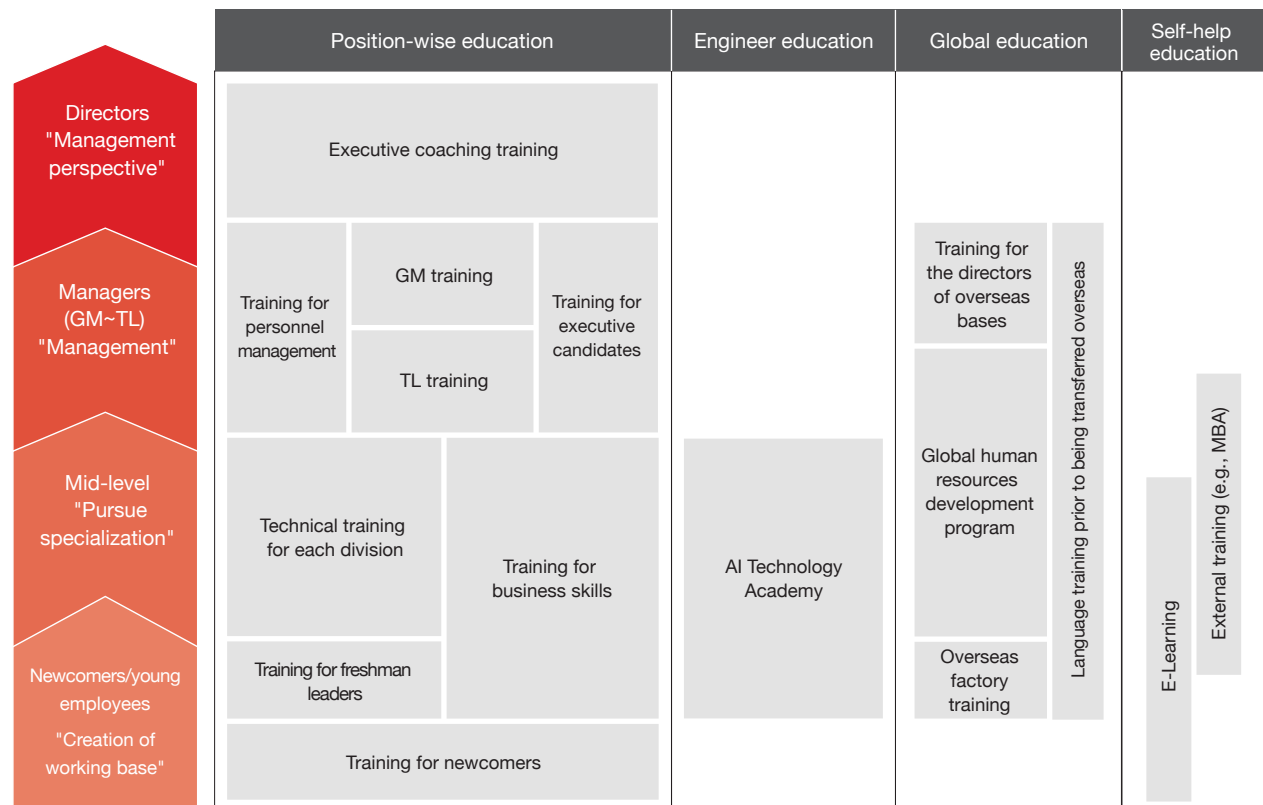 Position-wise education
Engineer education
Global education
Self-help
education
Directors
"Management
perspective"
Managers
(GM~TL)
"Management"
Mid-level
"Pursue
specialization"
Newcomers/young
employees
"Creation of
working base"
Executive coaching training
Training for
personnel
management
GM training
TL training
Training for
executive
candidates
Technical training
for each division
Training for
business skills
Training for freshman
leaders
Training for newcomers
AI Technology
Academy
Training for
the directors
of overseas
bases
Global human
resources
development
program
Overseas
factory
training
Language training prior to being transferred overseas
E-Learning
External training (e.g., MBA)